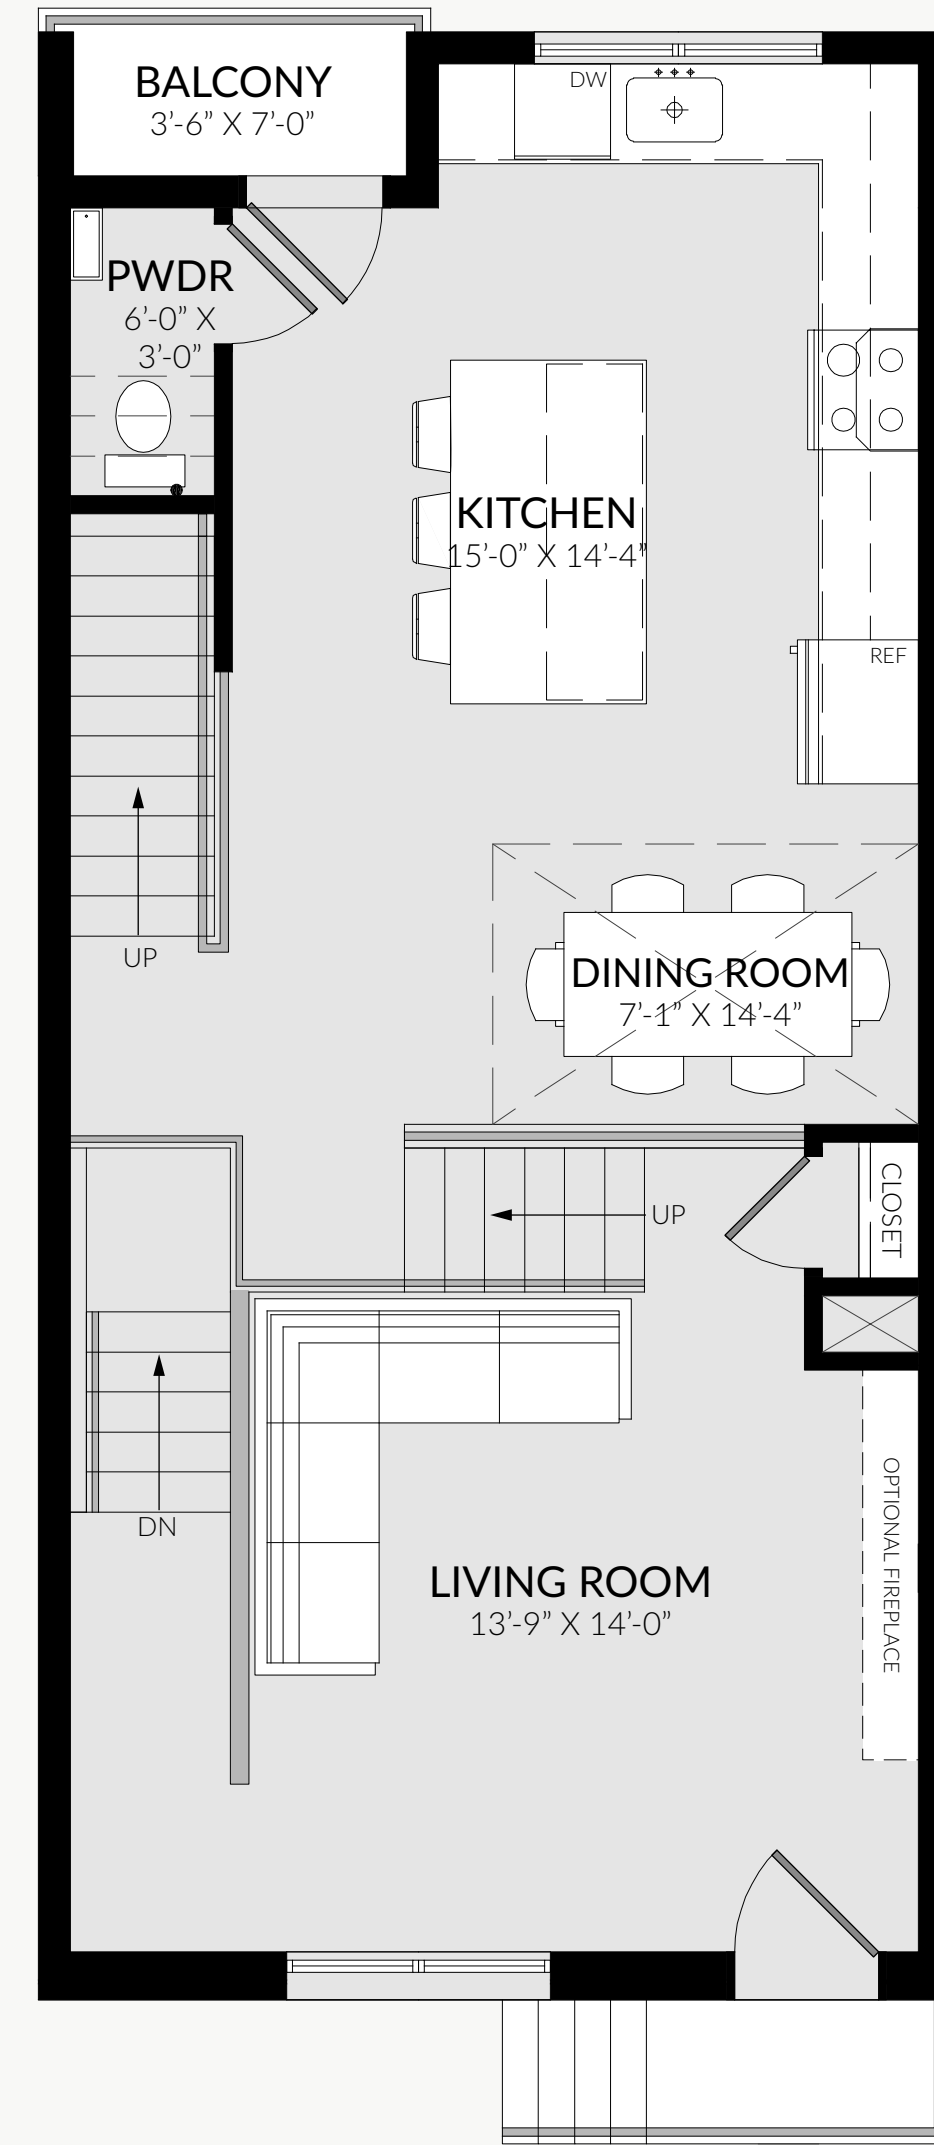 BALCONY
3’-6” X 7’-0”
DW
PWDR
6’-0” X
3’-0”
KITCHEN
15’-0” X 14’-4”
REF
UP
DINING ROOM
7’-1” X 14’-4”
CLOSET
UP
DN
OPTIONAL FIREPLACE
LIVING ROOM
13’-9” X 14’-0”